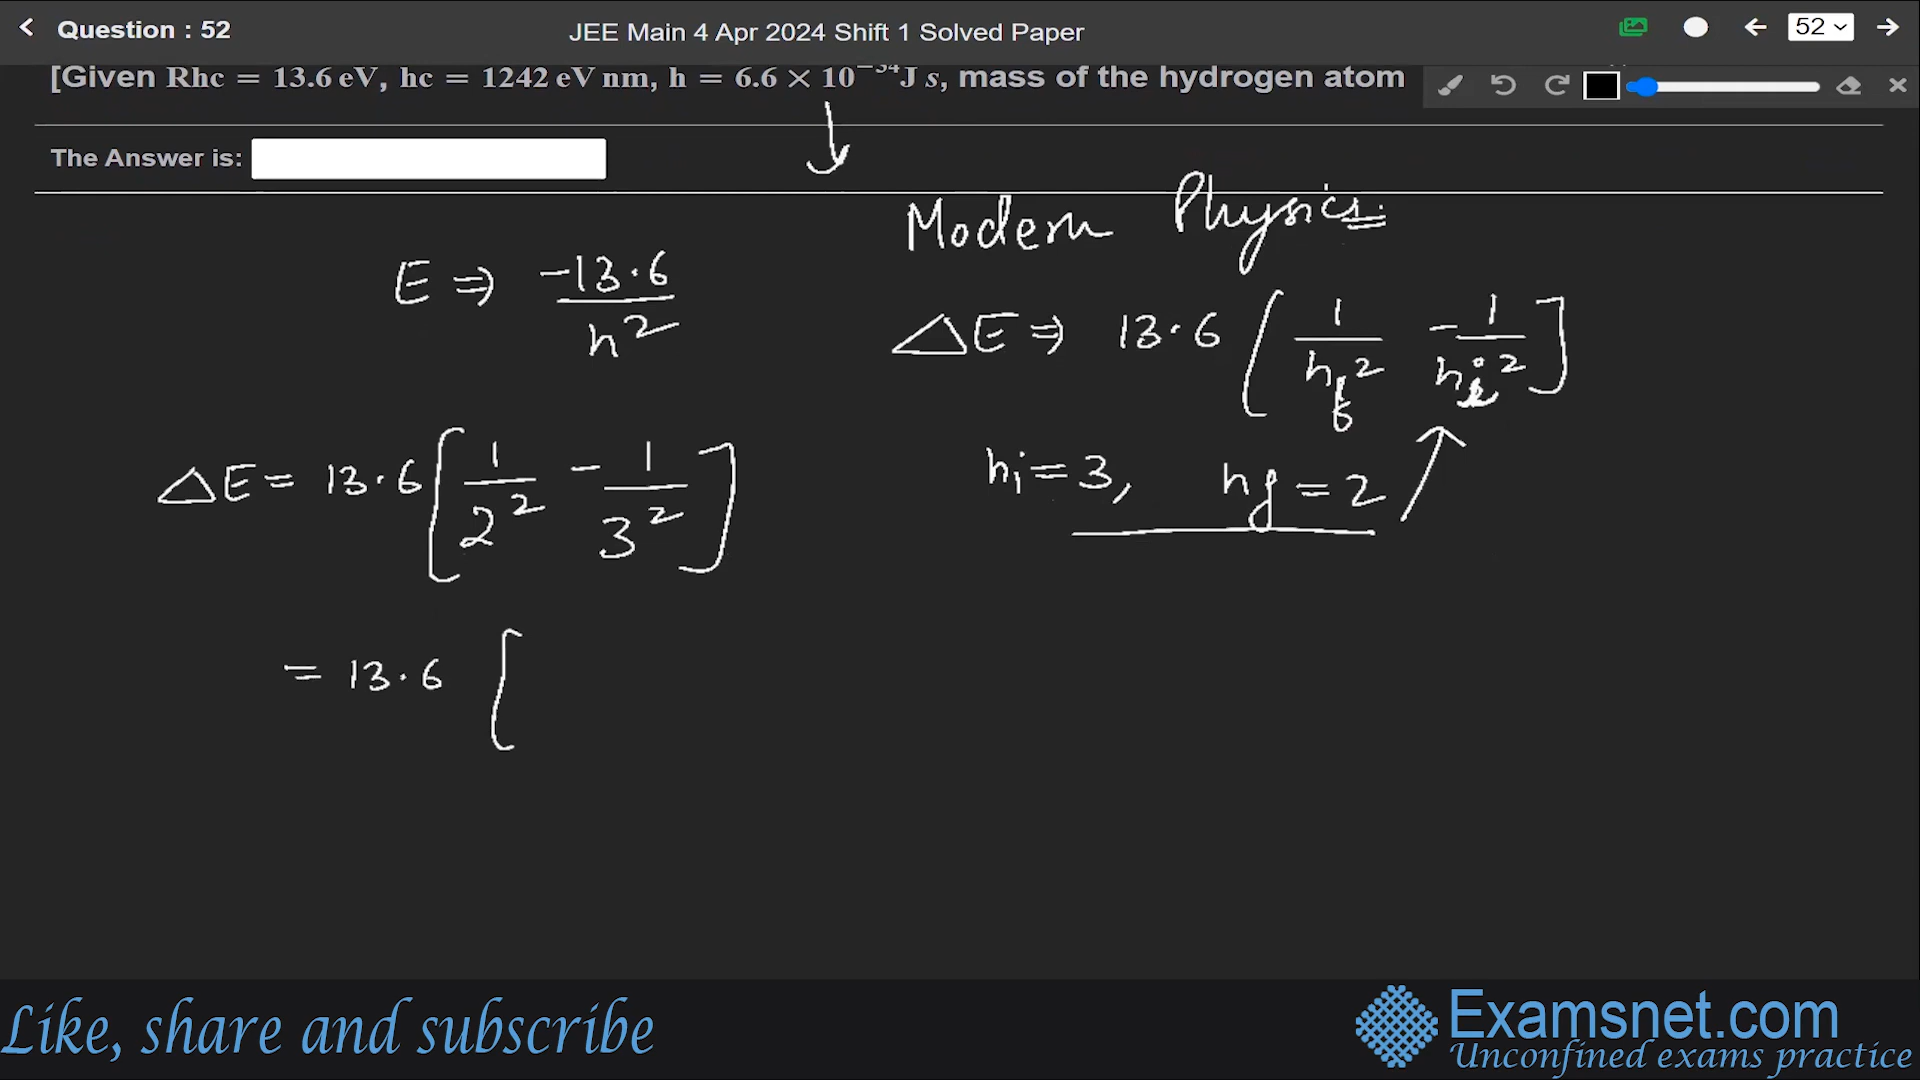 Question : 52
JEE Main 4 Apr 2024 Shift 1 Solved Paper
52
[Given Rhc = 13.6 eV, hc = 1242 eV nm, h = 6.6 × 10⁻³⁴J s, mass of the hydrogen atom
The Answer is:
Modern Physics
E ⇒ -13.6 / n²
ΔE ⇒ 13.6 ( 1/n_f² - 1/n_i² ]
n_i = 3, n_f = 2
ΔE = 13.6 [ 1/2² - 1/3² ]
= 13.6 [
Like, share and subscribe
Examsnet.com
Unconfined exams practice